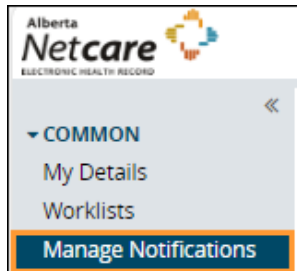 Alberta
Netcare
ELECTRONIC HEALTH RECORD
«
COMMON
My Details
Worklists
Manage Notifications